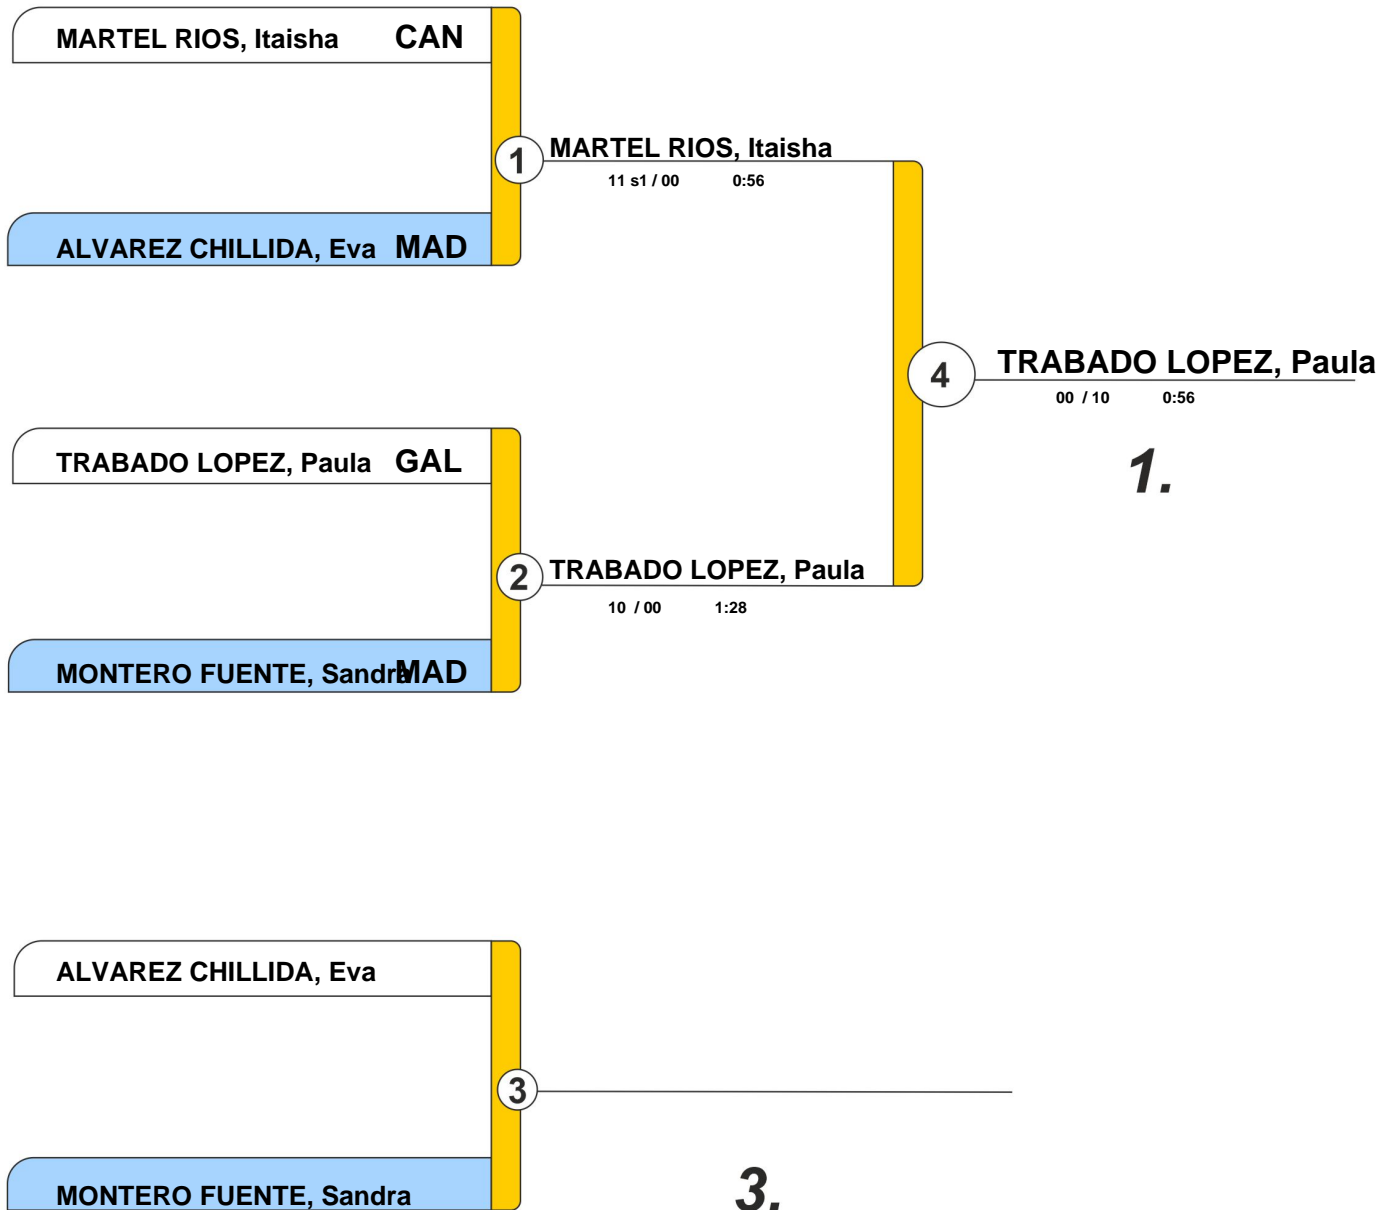 MARTEL RIOS, Itaisha CAN
1 MARTEL RIOS, Itaisha
11 s1 / 00 0:56
ALVAREZ CHILLIDA, Eva MAD
4 TRABADO LOPEZ, Paula
00 / 10 0:56
1.
TRABADO LOPEZ, Paula GAL
2 TRABADO LOPEZ, Paula
10 / 00 1:28
MONTERO FUENTE, Sandra MAD
ALVAREZ CHILLIDA, Eva
3
MONTERO FUENTE, Sandra
3.